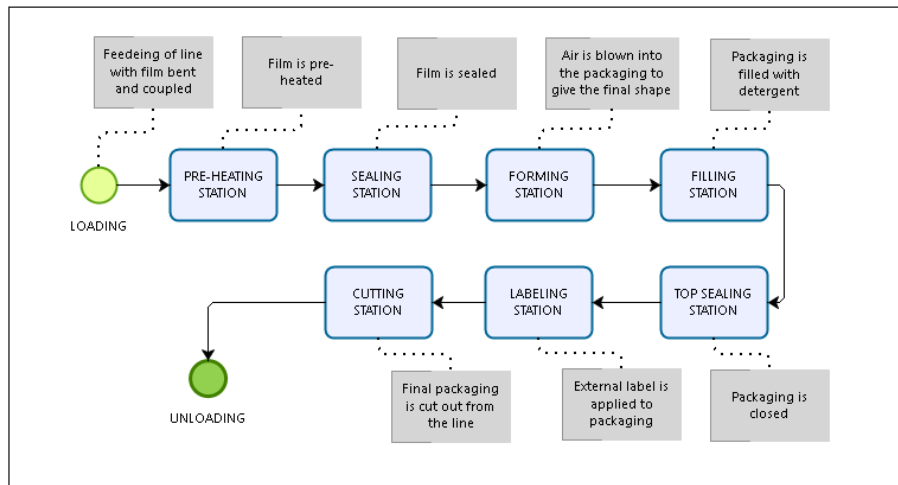 Feedeing of line
with film bent
and coupled
Film is pre-
heated
Film is sealed
Air is blown into
the packaging to
give the final shape
Packaging is
filled with
detergent
LOADING
PRE-HEATING
STATION
SEALING
STATION
FORMING
STATION
FILLING
STATION
CUTTING
STATION
LABELING
STATION
TOP SEALING
STATION
UNLOADING
Final packaging
is cut out from
the line
External label is
applied to
packaging
Packaging is
closed